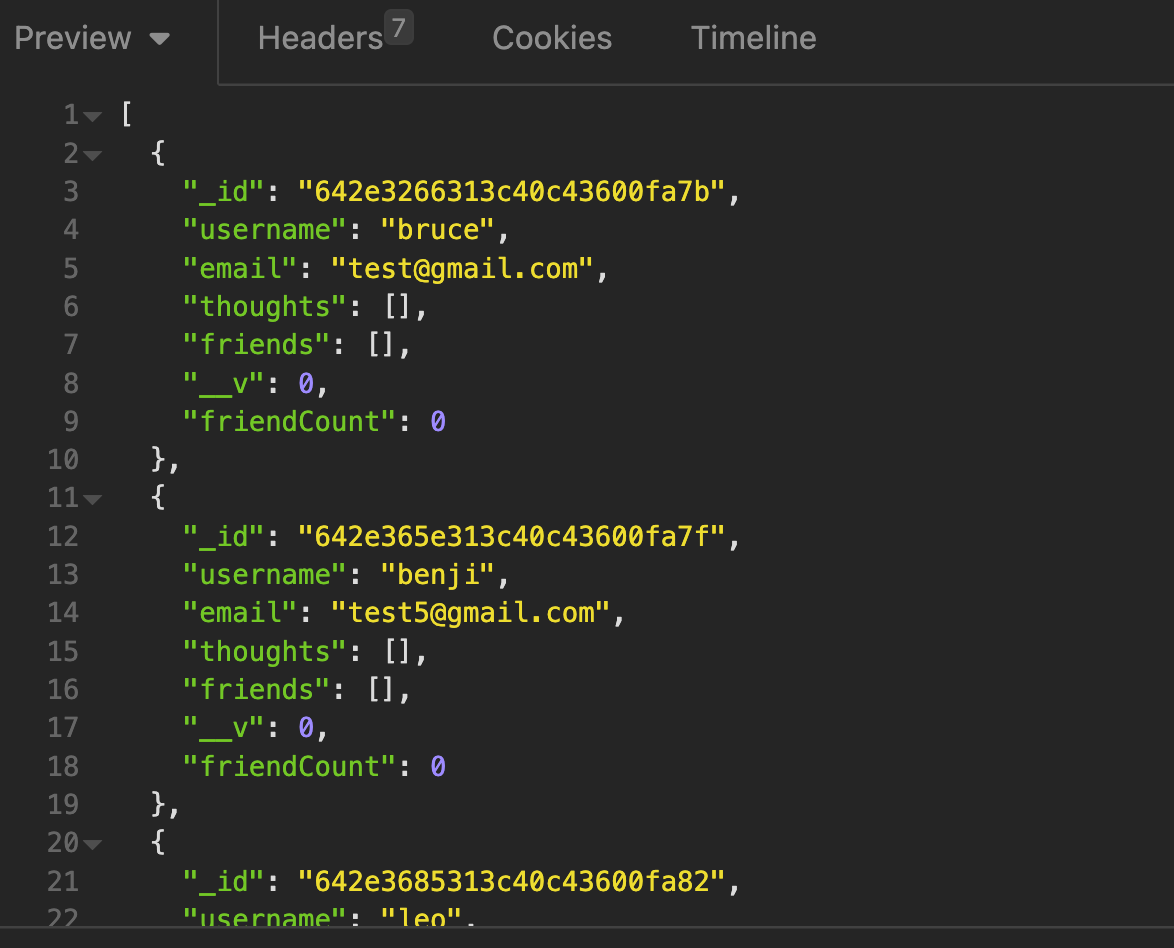 Preview Headers 7 Cookies Timeline
1 [
2 {
3 "_id": "642e3266313c40c43600fa7b",
4 "username": "bruce",
5 "email": "test@gmail.com",
6 "thoughts": [],
7 "friends": [],
8 "__v": 0,
9 "friendCount": 0
10 },
11 {
12 "_id": "642e365e313c40c43600fa7f",
13 "username": "benji",
14 "email": "test5@gmail.com",
15 "thoughts": [],
16 "friends": [],
17 "__v": 0,
18 "friendCount": 0
19 },
20 {
21 "_id": "642e3685313c40c43600fa82",
22 "username": "leo",